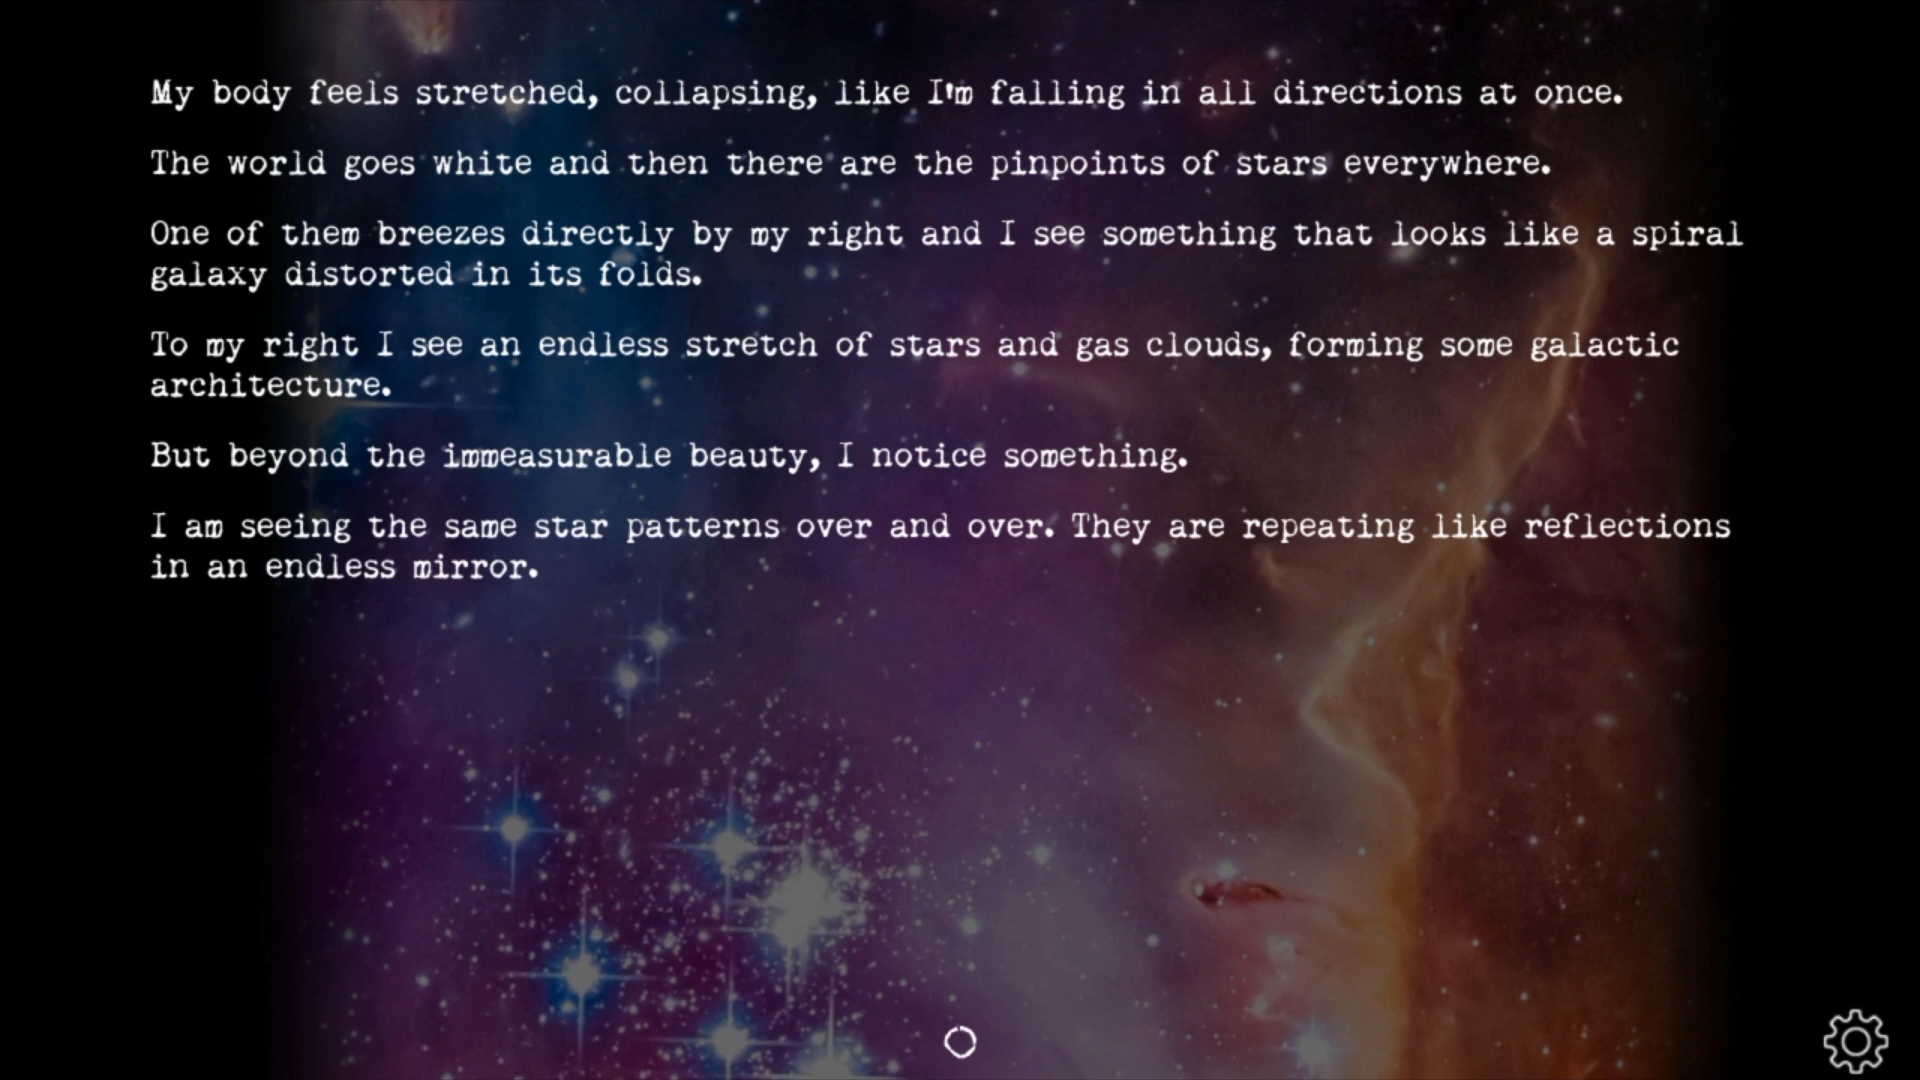 My body feels stretched, collapsing, like I'm falling in all directions at once.
The world goes white and then there are the pinpoints of stars everywhere.
One of them breezes directly by my right and I see something that looks like a spiral
galaxy distorted in its folds.
To my right I see an endless stretch of stars and gas clouds, forming some galactic
architecture.
But beyond the immeasurable beauty, I notice something.
I am seeing the same star patterns over and over. They are repeating like reflections
in an endless mirror.